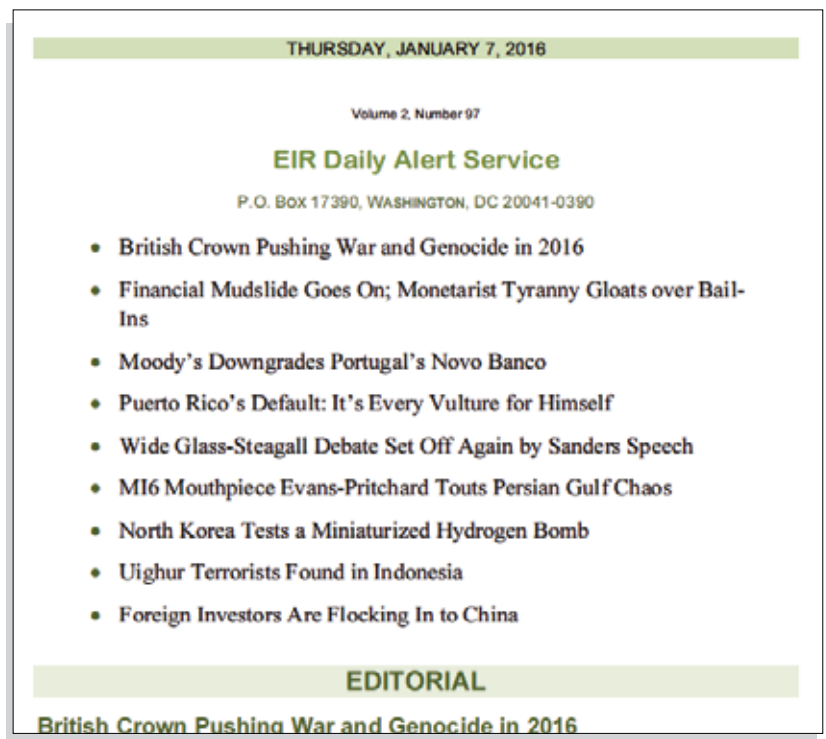 THURSDAY, JANUARY 7, 2016
Volume 2, Number 97
EIR Daily Alert Service
P.O. BOX 17390, WASHINGTON, DC 20041-0390
• British Crown Pushing War and Genocide in 2016
• Financial Mudslide Goes On; Monetarist Tyranny Gloats over Bail-
Ins
• Moody's Downgrades Portugal's Novo Banco
• Puerto Rico's Default: It's Every Vulture for Himself
• Wide Glass-Steagall Debate Set Off Again by Sanders Speech
• MI6 Mouthpiece Evans-Pritchard Touts Persian Gulf Chaos
• North Korea Tests a Miniaturized Hydrogen Bomb
• Uighur Terrorists Found in Indonesia
• Foreign Investors Are Flocking In to China
EDITORIAL
British Crown Pushing War and Genocide in 2016